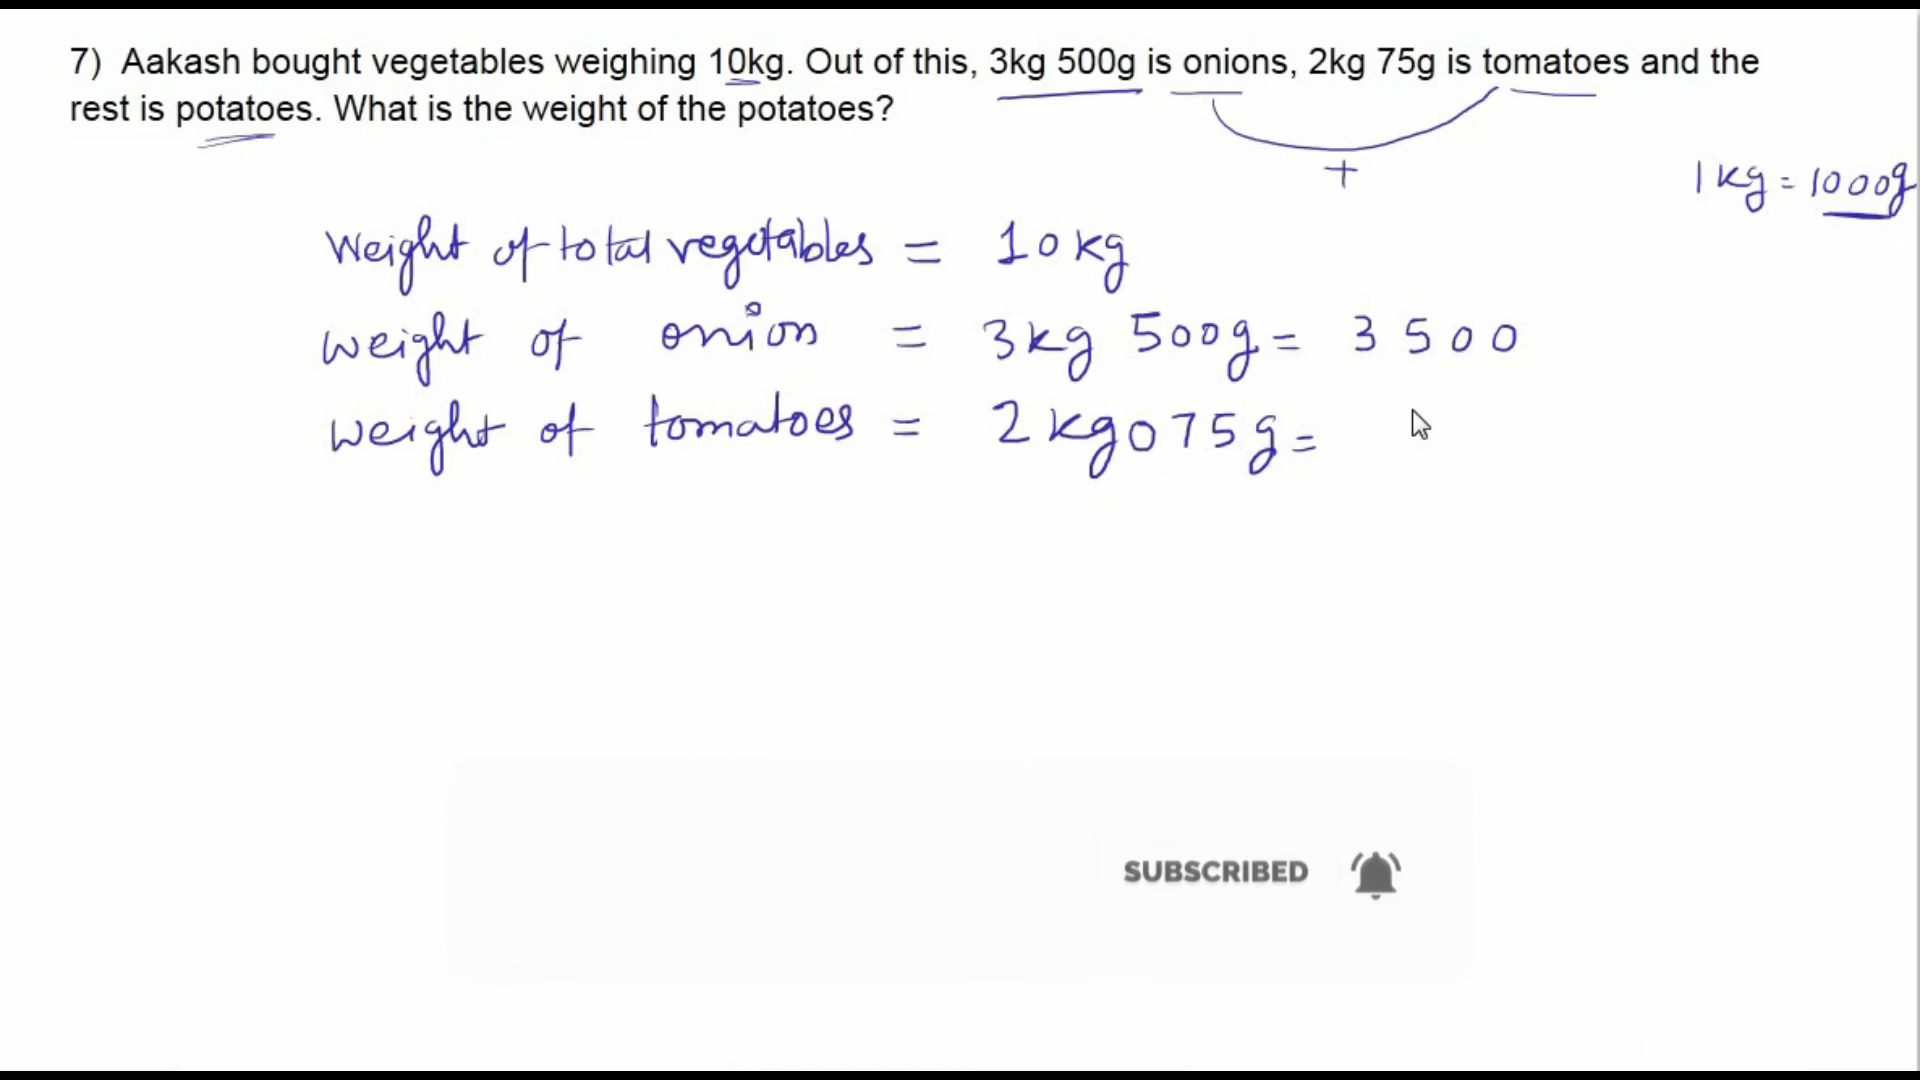 7) Aakash bought vegetables weighing 10kg. Out of this, 3kg 500g is onions, 2kg 75g is tomatoes and the
rest is potatoes. What is the weight of the potatoes?
+
1kg = 1000g
Weight of total vegetables = 10kg
weight of onion = 3kg 500g = 3 500
weight of tomatoes = 2kg 075g =
SUBSCRIBED